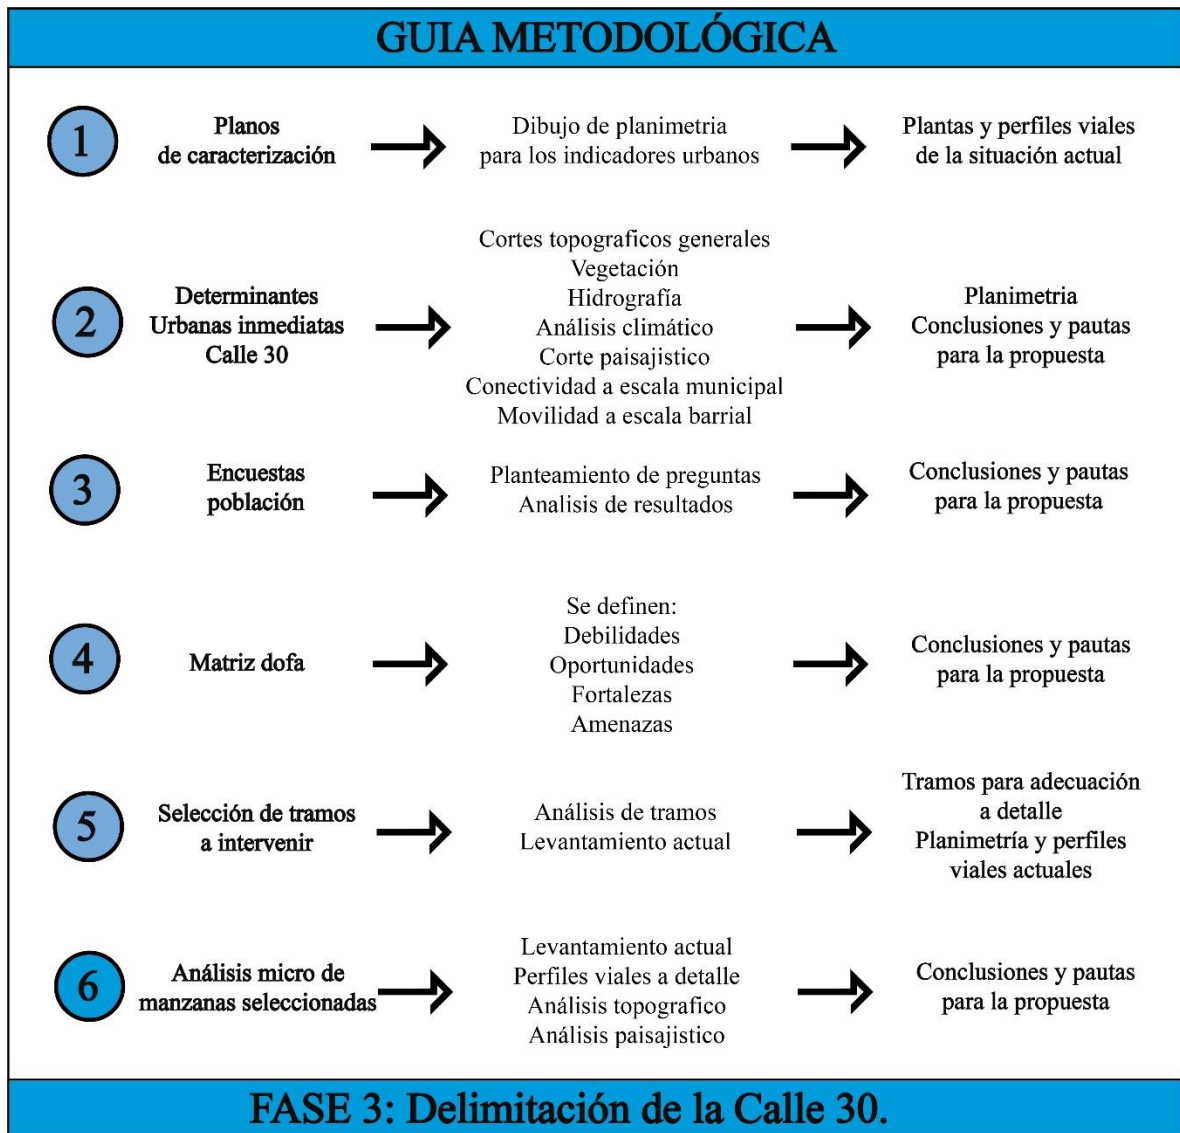 GUIA METODOLÓGICA
1
Planos
de caracterización
Dibujo de planimetria
para los indicadores urbanos
Plantas y perfiles viales
de la situación actual
2
Determinantes
Urbanas inmediatas
Calle 30
Cortes topograficos generales
Vegetación
Hidrografía
Análisis climático
Corte paisajistico
Conectividad a escala municipal
Movilidad a escala barrial
Planimetria
Conclusiones y pautas
para la propuesta
3
Encuestas
población
Planteamiento de preguntas
Analisis de resultados
Conclusiones y pautas
para la propuesta
4
Matriz dofa
Se definen:
Debilidades
Oportunidades
Fortalezas
Amenazas
Conclusiones y pautas
para la propuesta
5
Selección de tramos
a intervenir
Análisis de tramos
Levantamiento actual
Tramos para adecuación
a detalle
Planimetría y perfiles
viales actuales
6
Análisis micro de
manzanas seleccionadas
Levantamiento actual
Perfiles viales a detalle
Análisis topografico
Análisis paisajistico
Conclusiones y pautas
para la propuesta
FASE 3: Delimitación de la Calle 30.